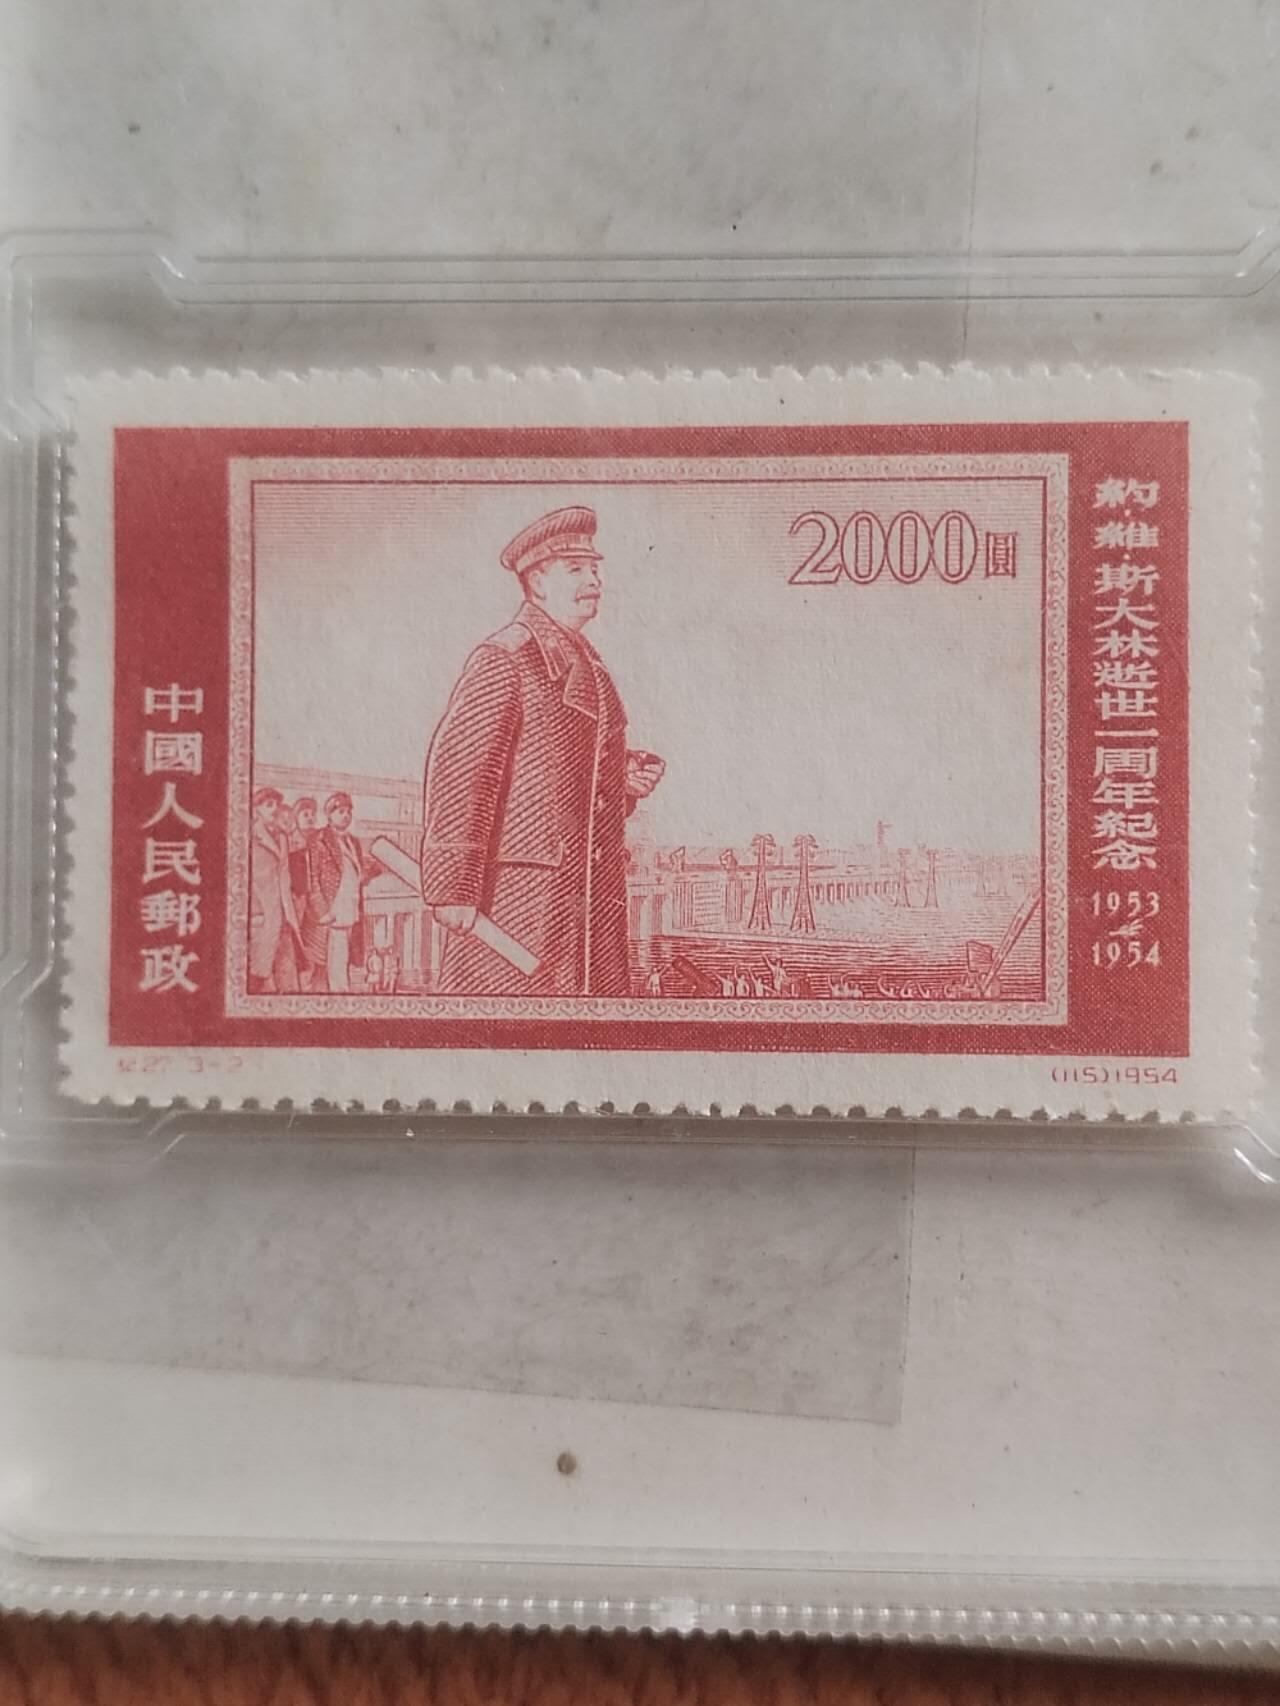 2000圓
中國人民郵政
約·維·斯大林逝世一周年紀念
1953
1954
紀27 3-2
(115)1954